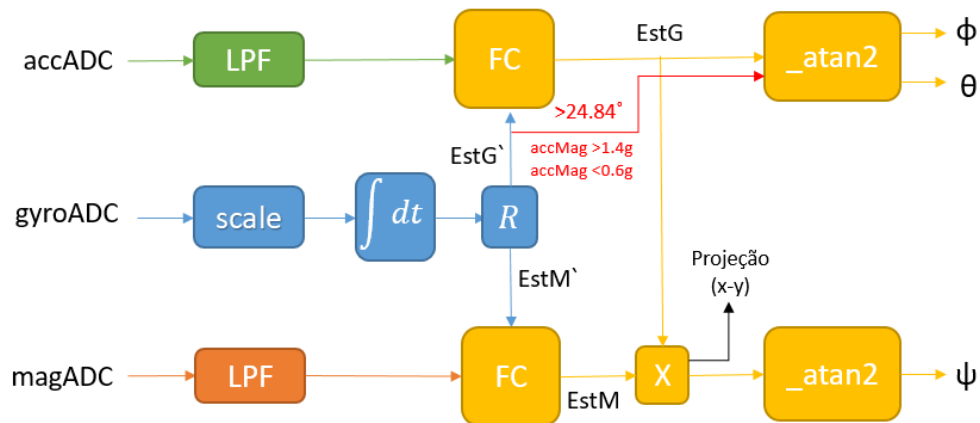 accADC
LPF
FC
EstG
_atan2
ϕ
θ
>24.84°
accMag >1.4g
accMag <0.6g
EstG`
gyroADC
scale
∫ dt
R
EstM`
Projeção
(x-y)
magADC
LPF
FC
EstM
X
_atan2
ψ